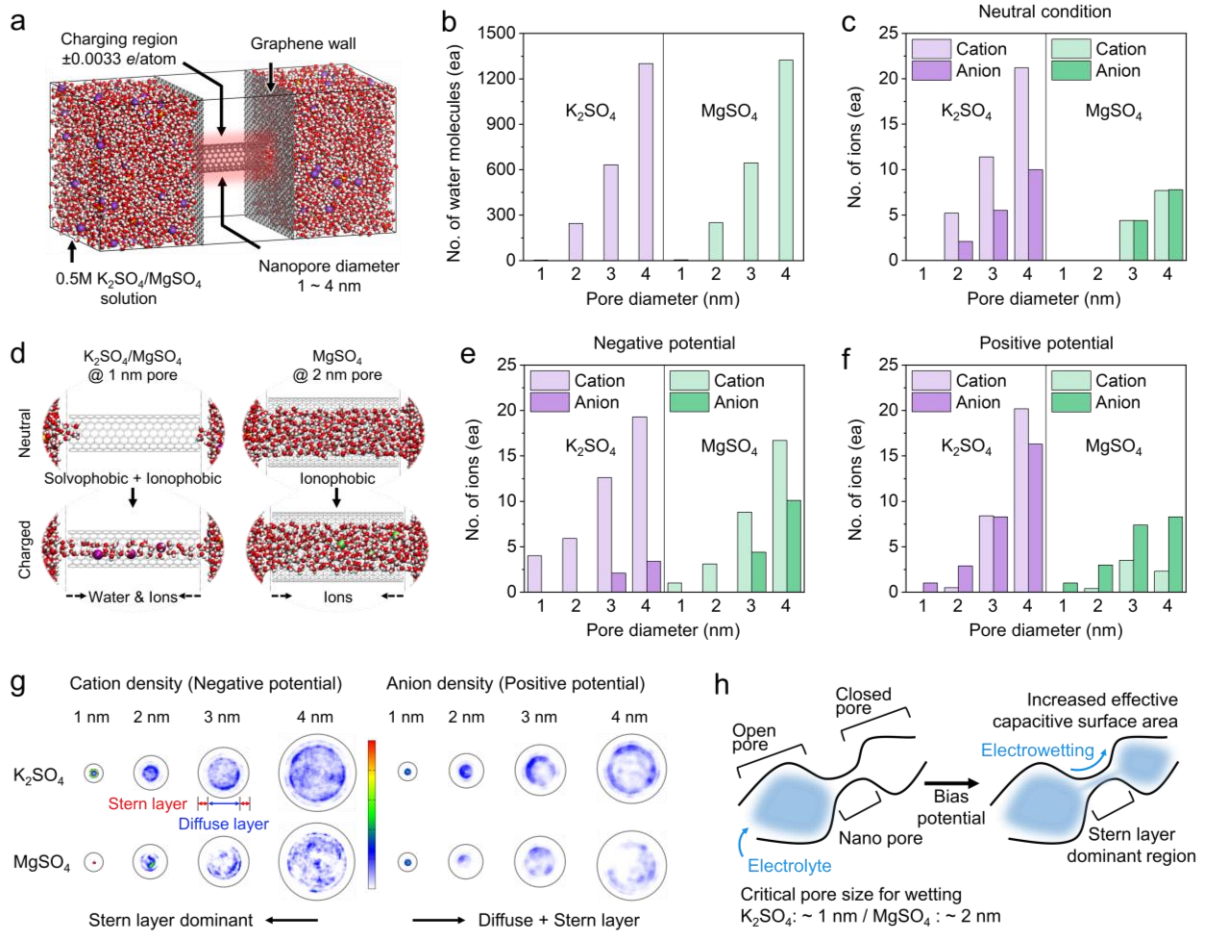 a
Charging region
±0.0033 e/atom
Graphene wall
0.5M K₂SO₄/MgSO₄
solution
Nanopore diameter
1 ~ 4 nm
b
No. of water molecules (ea)
1500
1200
900
600
300
0
K₂SO₄
MgSO₄
1 2 3 4 1 2 3 4
Pore diameter (nm)
c
Neutral condition
No. of ions (ea)
25
20
15
10
5
0
Cation
Anion
Cation
Anion
K₂SO₄
MgSO₄
1 2 3 4 1 2 3 4
Pore diameter (nm)
d
K₂SO₄/MgSO₄
@ 1 nm pore
MgSO₄
@ 2 nm pore
Neutral
Solvophobic + Ionophobic
Ionophobic
Charged
Water & Ions
Ions
e
Negative potential
No. of ions (ea)
25
20
15
10
5
0
Cation
Anion
Cation
Anion
K₂SO₄
MgSO₄
1 2 3 4 1 2 3 4
Pore diameter (nm)
f
Positive potential
No. of ions (ea)
25
20
15
10
5
0
Cation
Anion
Cation
Anion
K₂SO₄
MgSO₄
1 2 3 4 1 2 3 4
Pore diameter (nm)
g
Cation density (Negative potential)
Anion density (Positive potential)
1 nm 2 nm 3 nm 4 nm
1 nm 2 nm 3 nm 4 nm
K₂SO₄
Stern layer
Diffuse layer
MgSO₄
Stern layer dominant
Diffuse + Stern layer
h
Open
pore
Closed
pore
Nano pore
Electrolyte
Bias
potential
Increased effective
capacitive surface area
Electrowetting
Stern layer
dominant region
Critical pore size for wetting
K₂SO₄: ~ 1 nm / MgSO₄ : ~ 2 nm